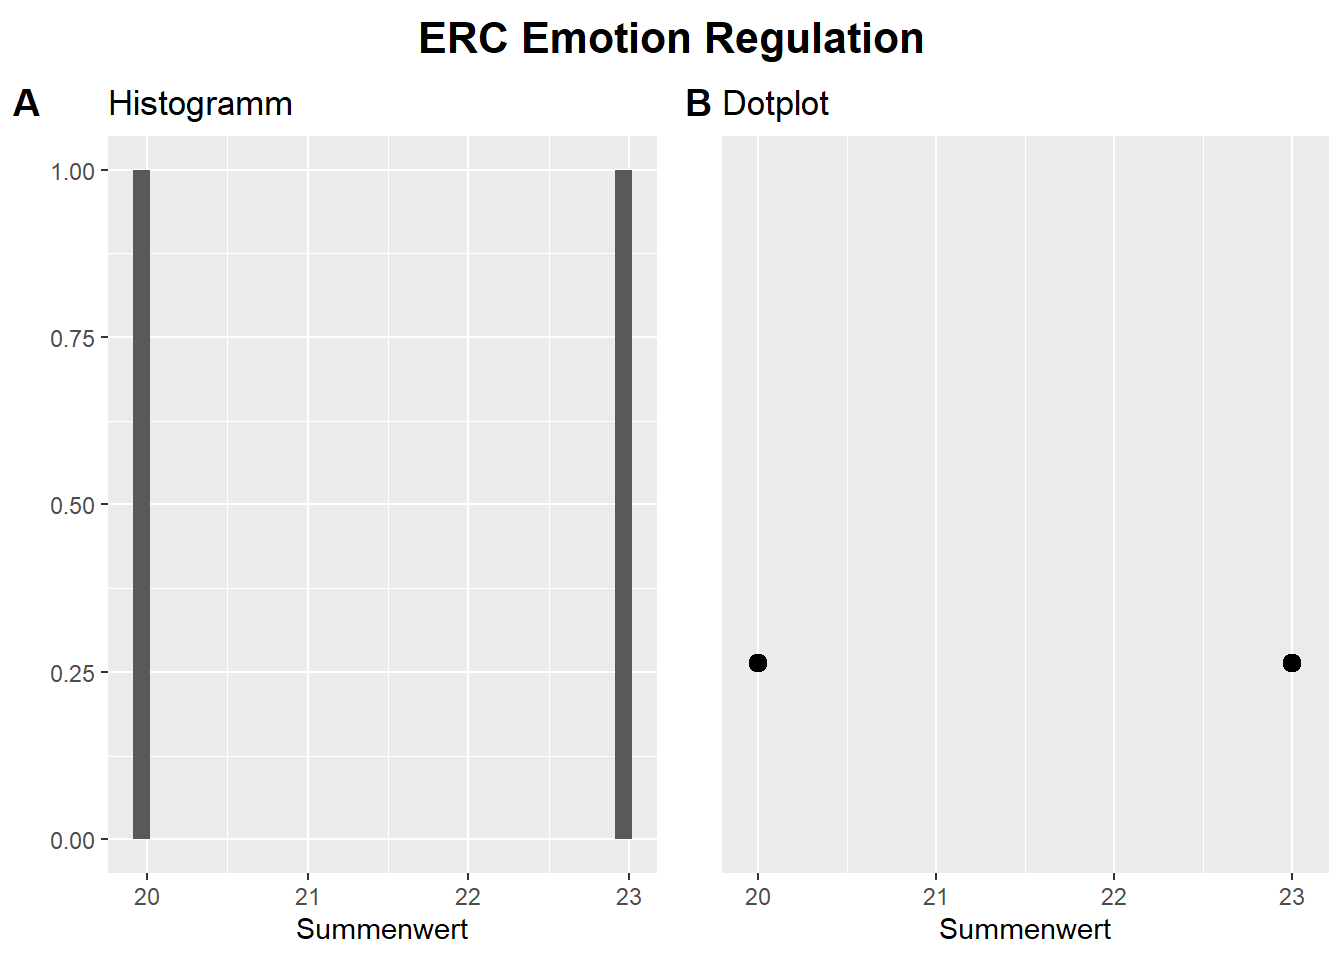 ERC Emotion Regulation
A Histogramm
1.00
0.75
0.50
0.25
0.00
20 21 22 23
Summenwert
B Dotplot
20 21 22 23
Summenwert